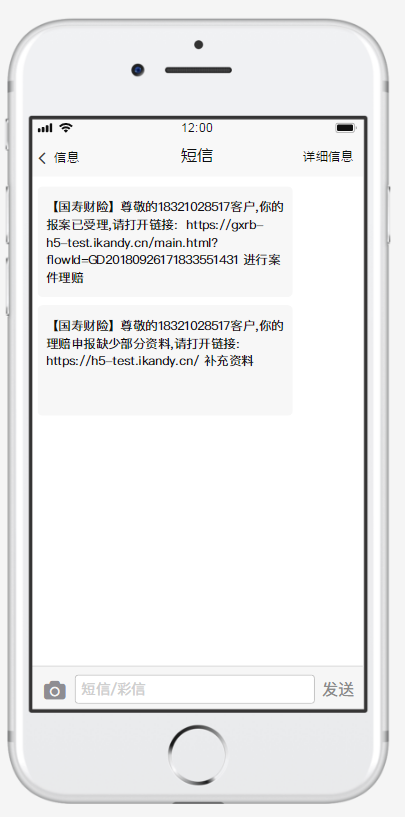 12:00
信息
短信
详细信息
【国寿财险】尊敬的18321028517客户,你的
报案已受理,请打开链接：https://gxrb-
h5-test.ikandy.cn/main.html?
flowId=GD20180926171833551431 进行案
件理赔
【国寿财险】尊敬的18321028517客户,你的
理赔申报缺少部分资料,请打开链接：
https://h5-test.ikandy.cn/ 补充资料
短信/彩信
发送